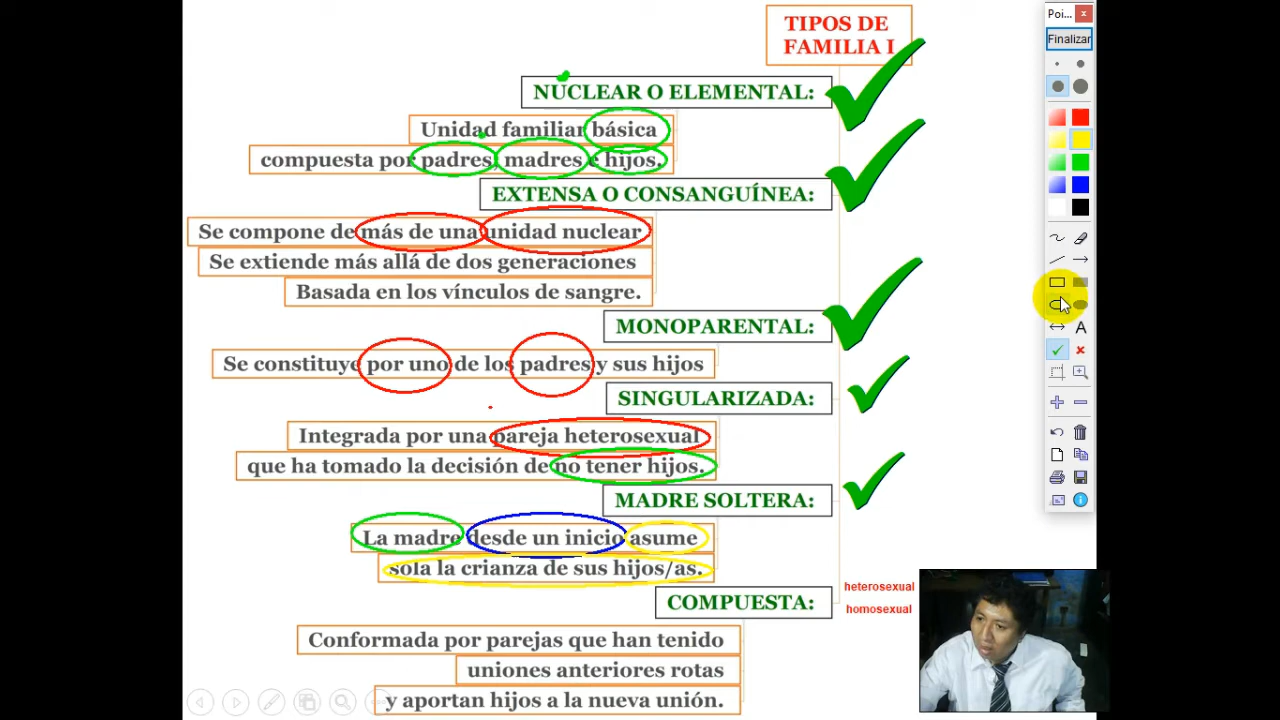 TIPOS DE
FAMILIA I
NUCLEAR O ELEMENTAL:
Unidad familiar básica
compuesta por padres, madres e hijos.
EXTENSA O CONSANGUÍNEA:
Se compone de más de una unidad nuclear
Se extiende más allá de dos generaciones
Basada en los vínculos de sangre.
MONOPARENTAL:
Se constituye por uno de los padres y sus hijos
SINGULARIZADA:
Integrada por una pareja heterosexual
que ha tomado la decisión de no tener hijos.
MADRE SOLTERA:
La madre desde un inicio asume
sola la crianza de sus hijos/as.
COMPUESTA:
Conformada por parejas que han tenido
uniones anteriores rotas
y aportan hijos a la nueva unión.
heterosexual
homosexual
Poi...
Finalizar
A